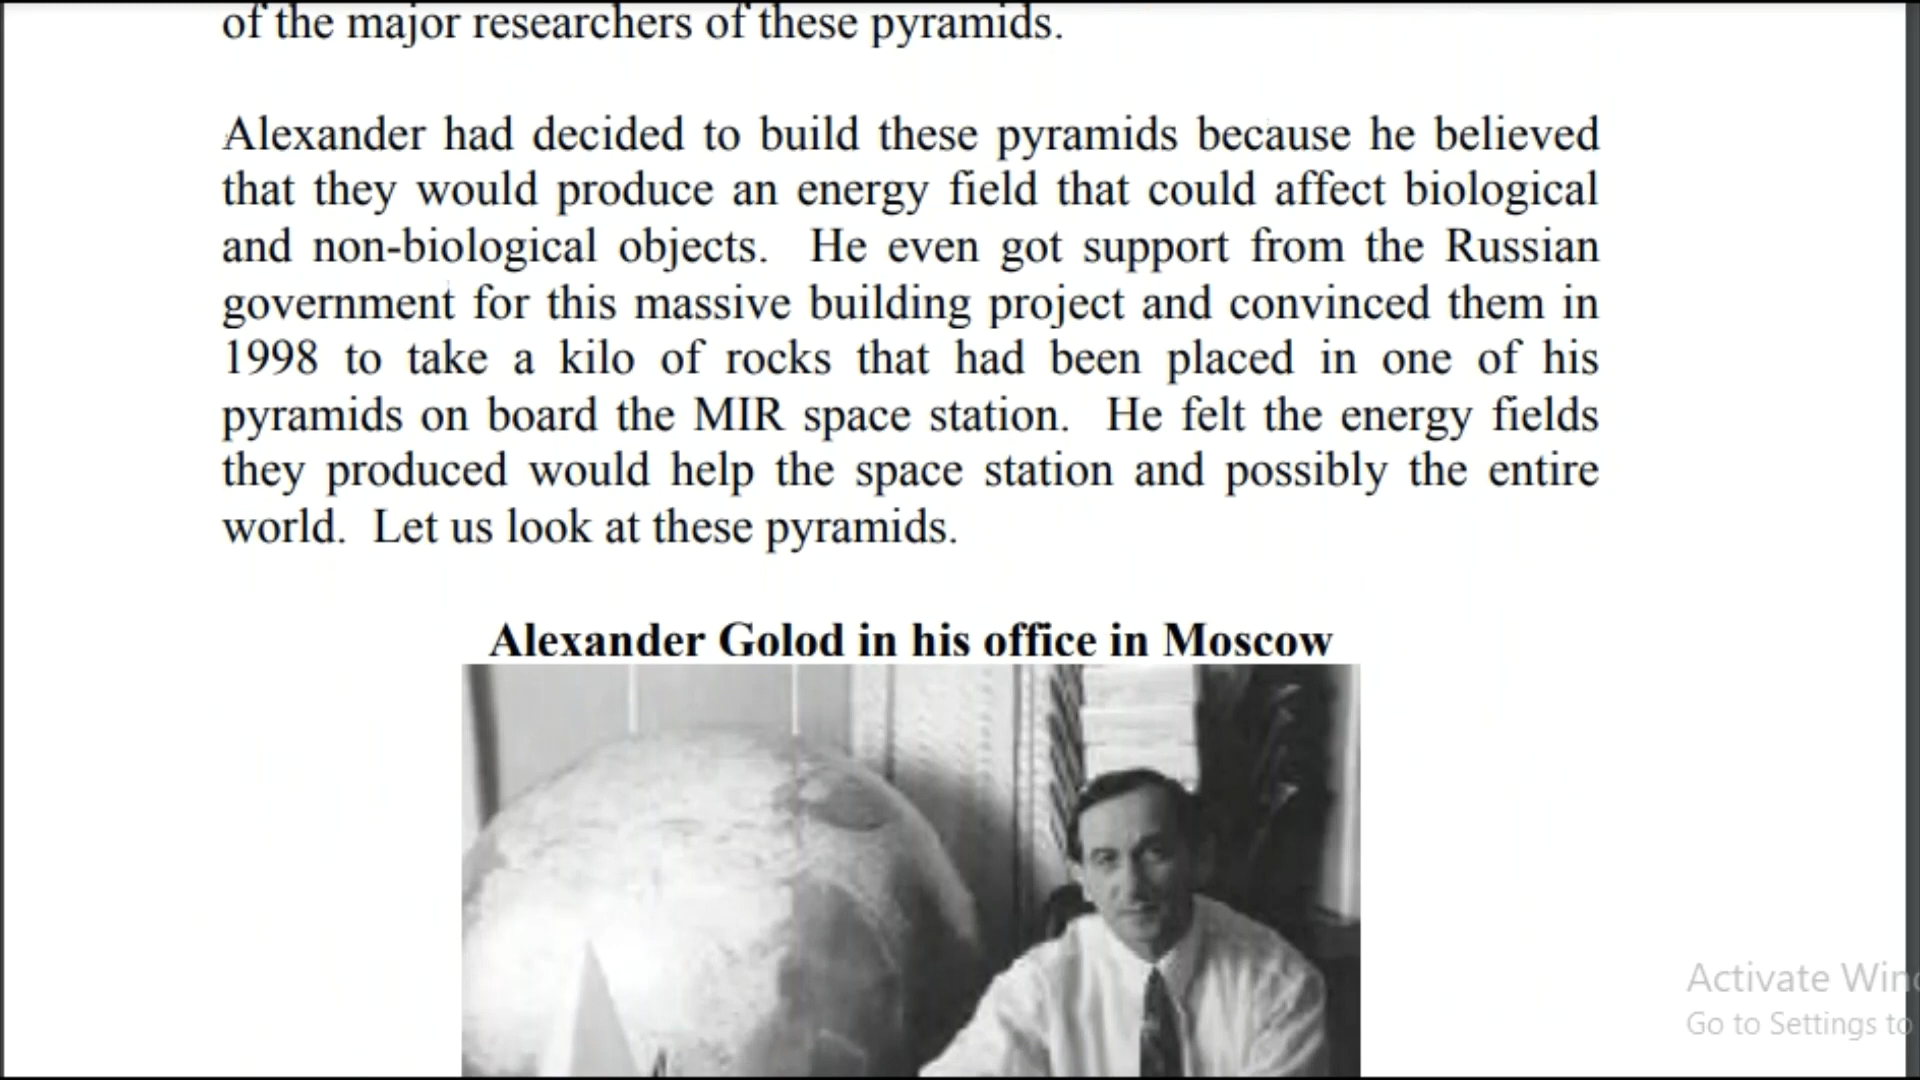 of the major researchers of these pyramids.
Alexander had decided to build these pyramids because he believed
that they would produce an energy field that could affect biological
and non-biological objects. He even got support from the Russian
government for this massive building project and convinced them in
1998 to take a kilo of rocks that had been placed in one of his
pyramids on board the MIR space station. He felt the energy fields
they produced would help the space station and possibly the entire
world. Let us look at these pyramids.
Alexander Golod in his office in Moscow
Activate Win
Go to Settings to